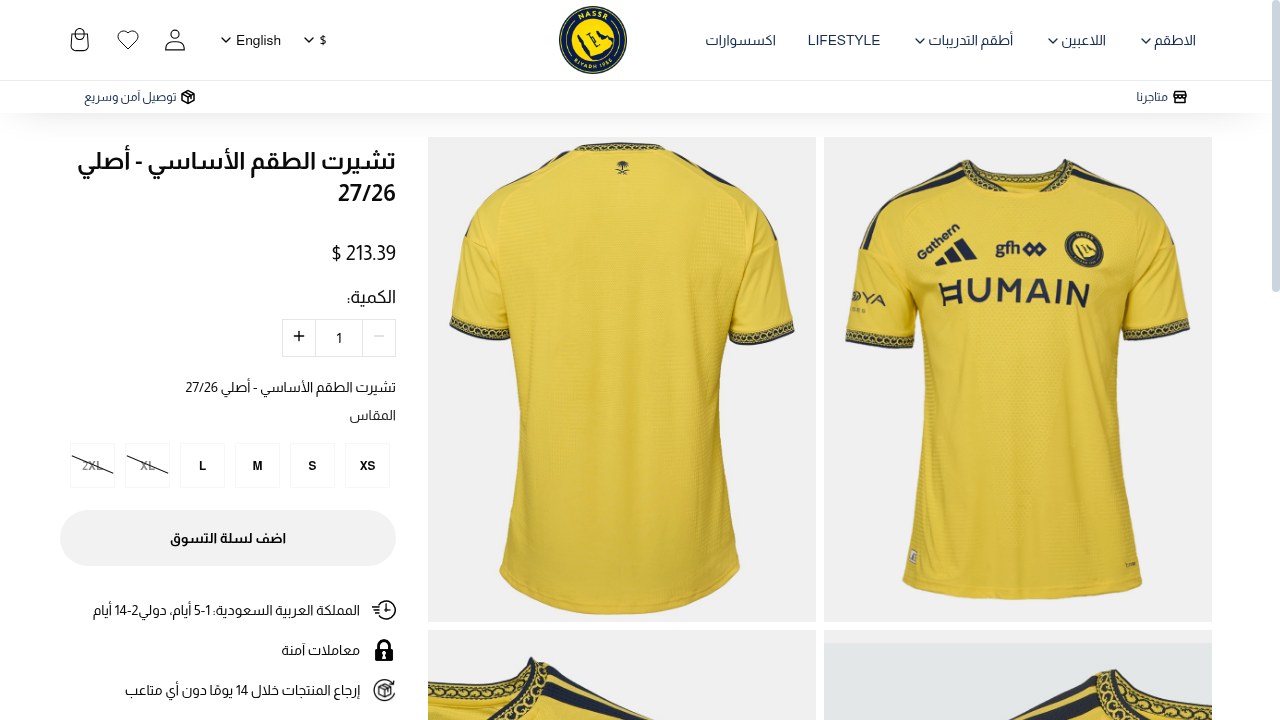 الاطقم
اللاعبين
أطقم التدريبات
LIFESTYLE
اكسسوارات
NASSR
RIYADH 1955
$
English
متاجرنا
توصيل آمن وسريع
Gathern
gfh
NASSR
HUMAIN
تشيرت الطقم الأساسي - أصلي
27/26
213.39 $
الكمية:
1
تشيرت الطقم الأساسي - أصلي 27/26
المقاس
XS
S
M
L
XL
2XL
اضف لسلة التسوق
المملكة العربية السعودية: 1-5 أيام، دولي2-14 أيام
معاملات آمنة
إرجاع المنتجات خلال 14 يومًا دون أي متاعب